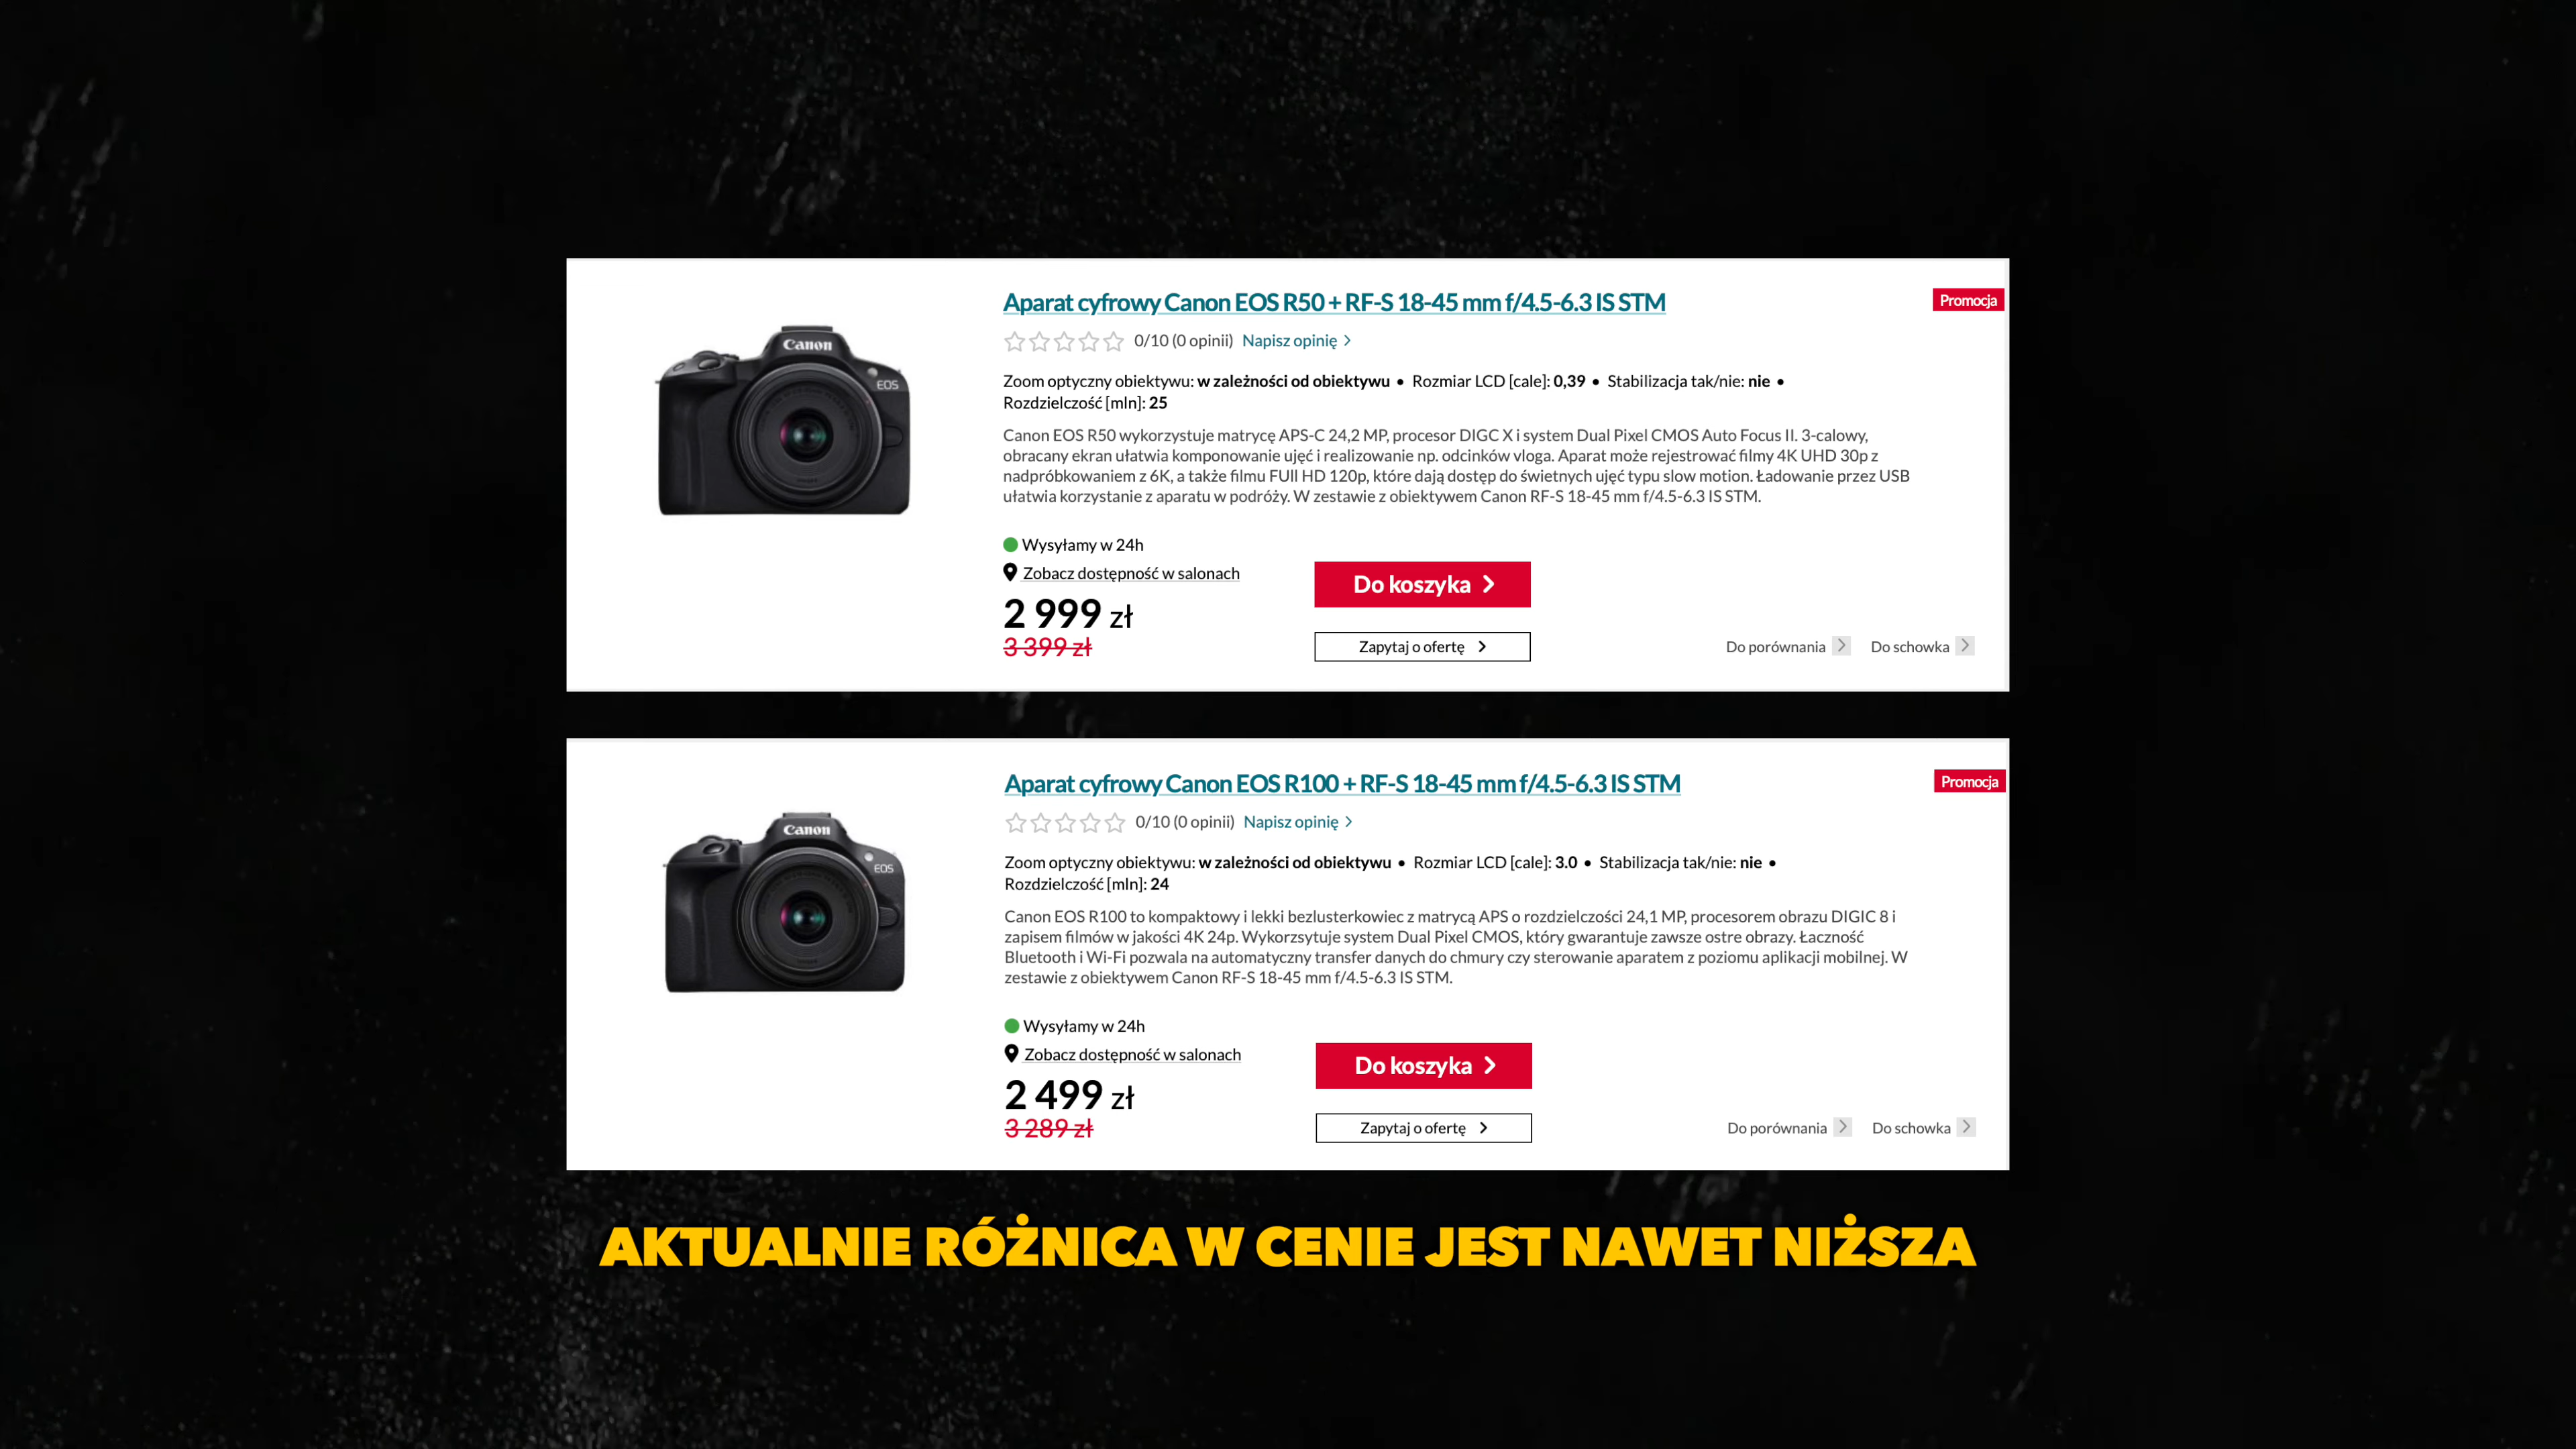 Canon
EOS
Aparat cyfrowy Canon EOS R50 + RF-S 18-45 mm f/4.5-6.3 IS STM
Promocja
0/10 (0 opinii) Napisz opinię
Zoom optyczny obiektywu: w zależności od obiektywu • Rozmiar LCD [cale]: 0,39 • Stabilizacja tak/nie: nie •
Rozdzielczość [mln]: 25
Canon EOS R50 wykorzystuje matrycę APS-C 24,2 MP, procesor DIGC X i system Dual Pixel CMOS Auto Focus II. 3-calowy,
obracany ekran ułatwia komponowanie ujęć i realizowanie np. odcinków vloga. Aparat może rejestrować filmy 4K UHD 30p z
nadpróbkowaniem z 6K, a także filmu FUll HD 120p, które dają dostęp do świetnych ujęć typu slow motion. Ładowanie przez USB
ułatwia korzystanie z aparatu w podróży. W zestawie z obiektywem Canon RF-S 18-45 mm f/4.5-6.3 IS STM.
Wysyłamy w 24h
Zobacz dostępność w salonach
Do koszyka
2 999 zł
3 399 zł
Zapytaj o ofertę
Do porównania
Do schowka
Canon
EOS
Aparat cyfrowy Canon EOS R100 + RF-S 18-45 mm f/4.5-6.3 IS STM
Promocja
0/10 (0 opinii) Napisz opinię
Zoom optyczny obiektywu: w zależności od obiektywu • Rozmiar LCD [cale]: 3.0 • Stabilizacja tak/nie: nie •
Rozdzielczość [mln]: 24
Canon EOS R100 to kompaktowy i lekki bezlusterkowiec z matrycą APS o rozdzielczości 24,1 MP, procesorem obrazu DIGIC 8 i
zapisem filmów w jakości 4K 24p. Wykorzsytuje system Dual Pixel CMOS, który gwarantuje zawsze ostre obrazy. Łaczność
Bluetooth i Wi-Fi pozwala na automatyczny transfer danych do chmury czy sterowanie aparatem z poziomu aplikacji mobilnej. W
zestawie z obiektywem Canon RF-S 18-45 mm f/4.5-6.3 IS STM.
Wysyłamy w 24h
Zobacz dostępność w salonach
Do koszyka
2 499 zł
3 289 zł
Zapytaj o ofertę
Do porównania
Do schowka
AKTUALNIE RÓŻNICA W CENIE JEST NAWET NIŻSZA